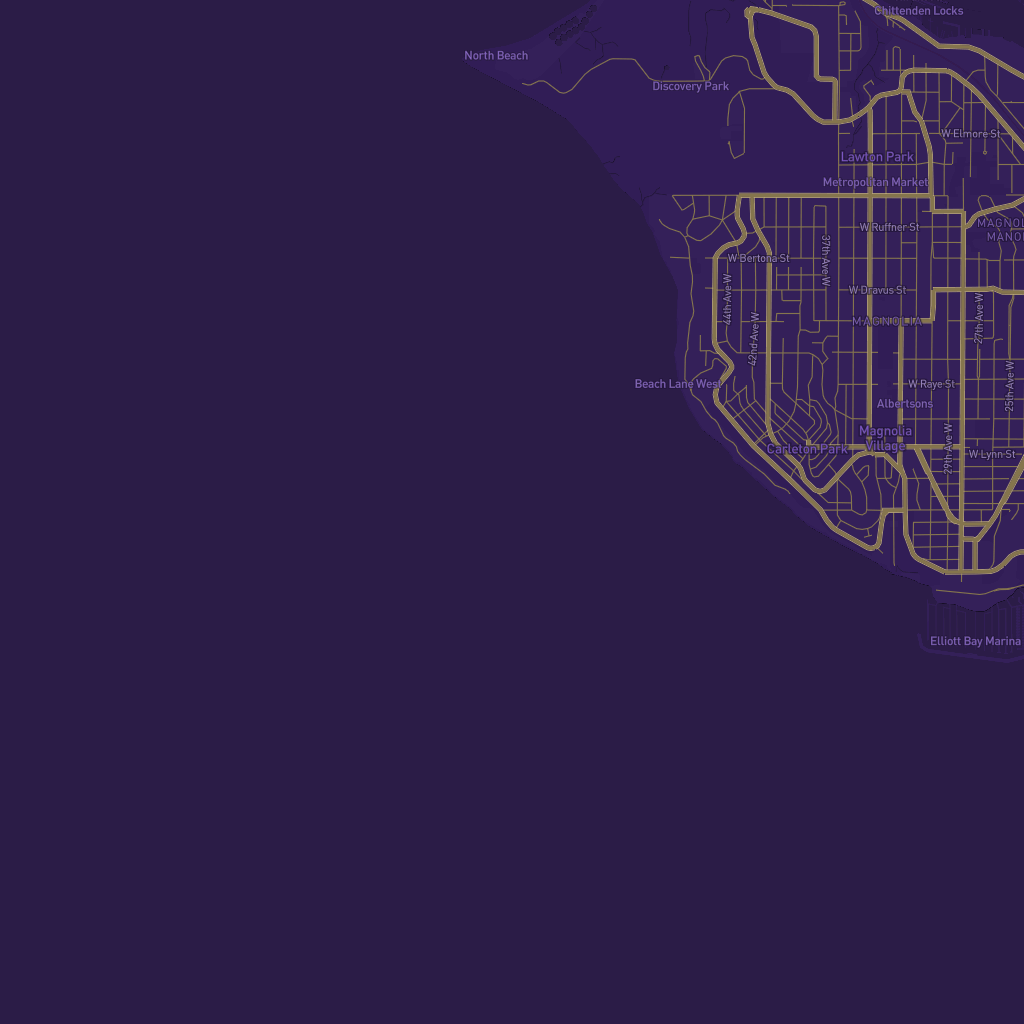 Chittenden Locks
North Beach
Discovery Park
W Elmore St
Lawton Park
Metropolitan Market
MAGNOL
MANO
W Ruffner St
37th Ave W
W Bertona St
W Dravus St
44th Ave W
42nd Ave W
MAGNOLIA
27th Ave W
Beach Lane West
W Raye St
25th Ave W
Albertsons
Magnolia
Village
Carleton Park
29th Ave W
W Lynn St
Elliott Bay Marina